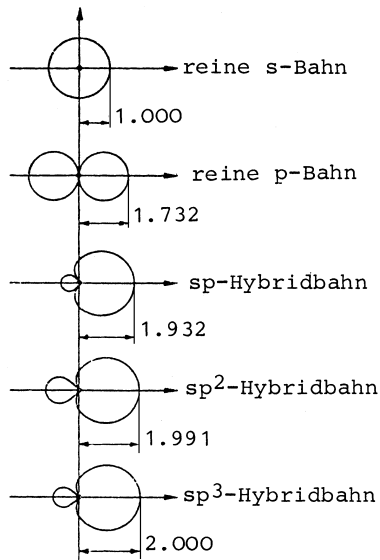 reine s-Bahn
1.000
reine p-Bahn
1.732
sp-Hybridbahn
1.932
sp²-Hybridbahn
1.991
sp³-Hybridbahn
2.000